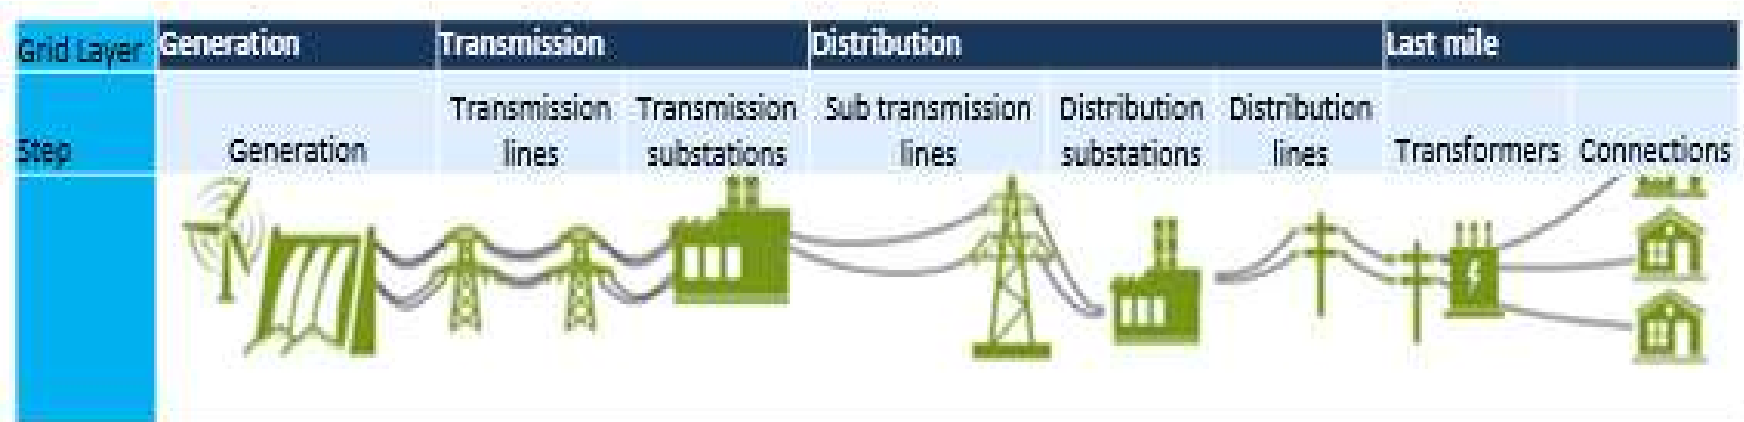 Grid Layer Generation Transmission Distribution Last mile
Transmission Transmission Sub transmission Distribution Distribution
Step Generation lines substations lines substations lines Transformers Connections